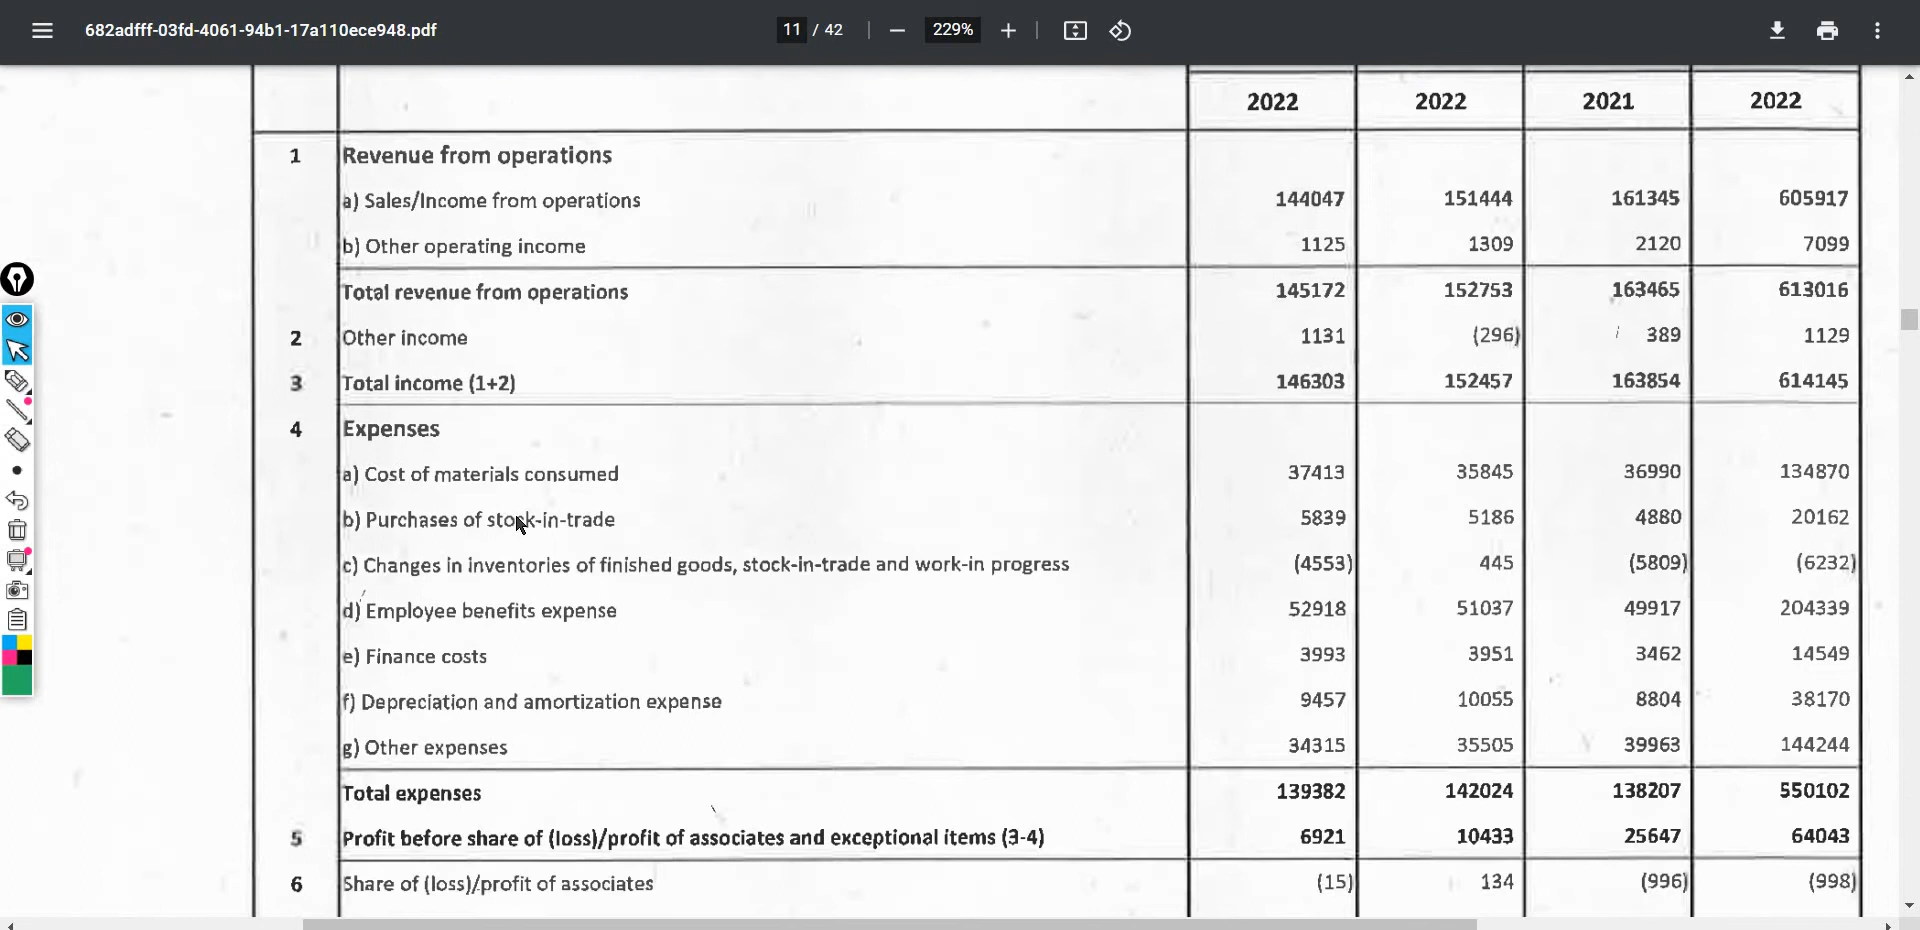 682adfff-03fd-4061-94b1-17a110ece948.pdf 11 / 42 229%
2022 2022 2021 2022
1 Revenue from operations
a) Sales/Income from operations 144047 151444 161345 605917
b) Other operating income 1125 1309 2120 7099
Total revenue from operations 145172 152753 163465 613016
2 Other income 1131 (296) 389 1129
3 Total income (1+2) 146303 152457 163854 614145
4 Expenses
a) Cost of materials consumed 37413 35845 36990 134870
b) Purchases of stock-in-trade 5839 5186 4880 20162
c) Changes in inventories of finished goods, stock-in-trade and work-in progress (4553) 445 (5809) (6232)
d) Employee benefits expense 52918 51037 49917 204339
e) Finance costs 3993 3951 3462 14549
f) Depreciation and amortization expense 9457 10055 8804 38170
g) Other expenses 34315 35505 39963 144244
Total expenses 139382 142024 138207 550102
5 Profit before share of (loss)/profit of associates and exceptional items (3-4) 6921 10433 25647 64043
6 Share of (loss)/profit of associates (15) 134 (996) (998)